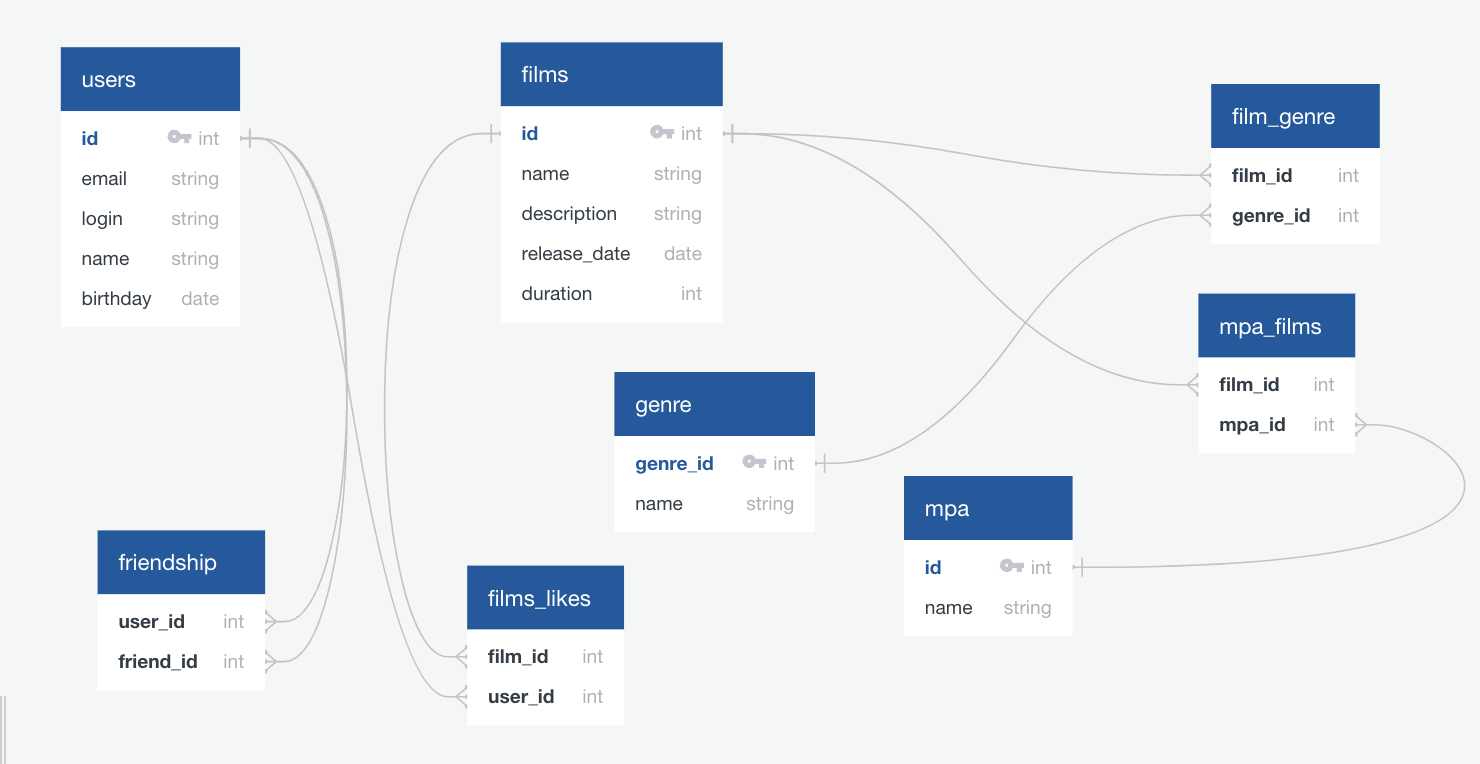 users
id int
email string
login string
name string
birthday date
films
id int
name string
description string
release_date date
duration int
film_genre
film_id int
genre_id int
mpa_films
film_id int
mpa_id int
genre
genre_id int
name string
mpa
id int
name string
friendship
user_id int
friend_id int
films_likes
film_id int
user_id int